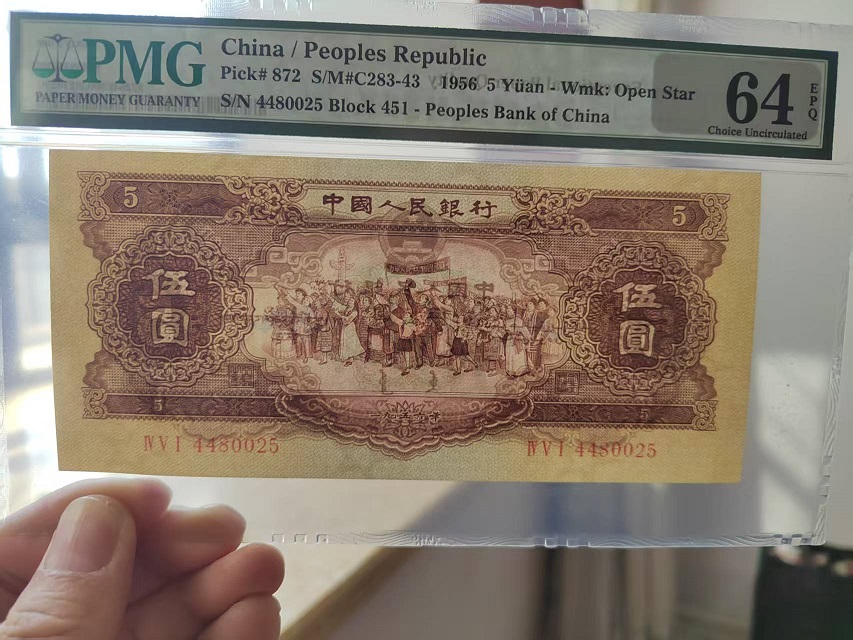 PMG
PAPER MONEY GUARANTY
China / Peoples Republic
Pick# 872 S/M#C283-43 1956 5 Yüan - Wmk: Open Star
S/N 4480025 Block 451 - Peoples Bank of China
64
EPQ
Choice Uncirculated
5
中國人民銀行
5
伍圓
伍圓
5
5
ⅣⅤⅠ 4480025
ⅣⅤⅠ 4480025